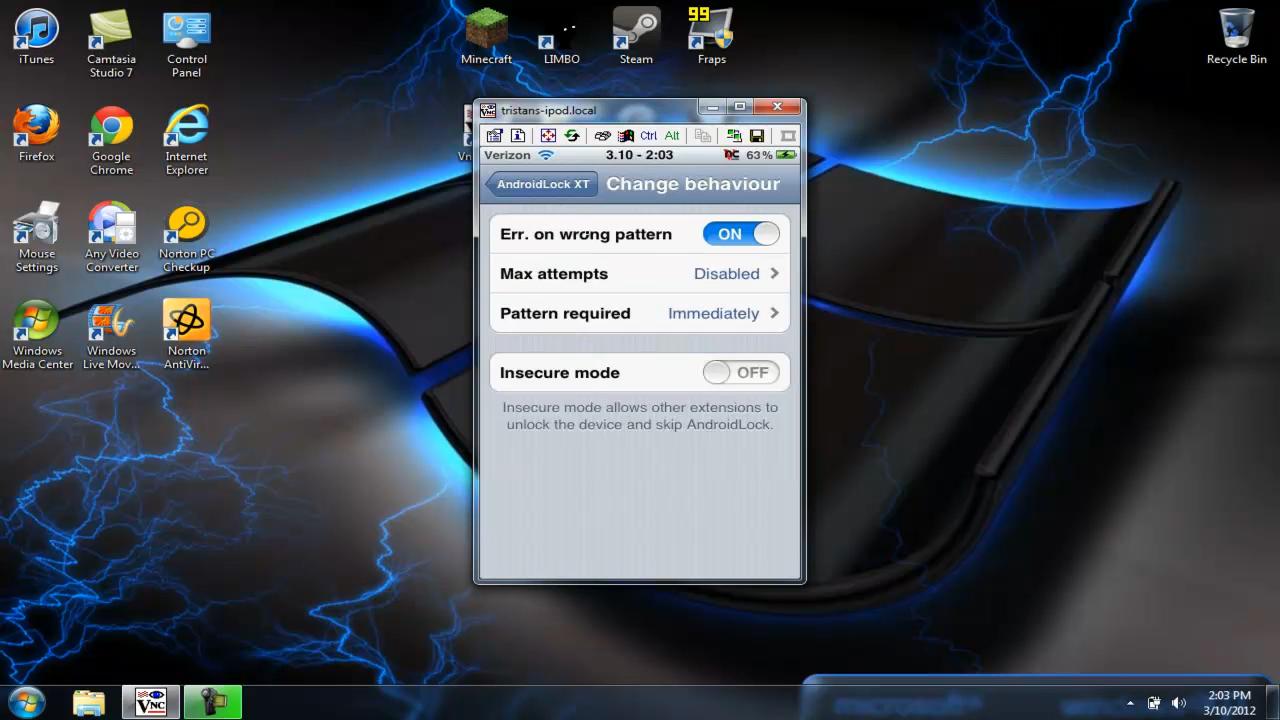 iTunes
Camtasia
Studio 7
Control
Panel
Minecraft
LIMBO
Steam
99
Fraps
Recycle Bin
Firefox
Google
Chrome
Internet
Explorer
Mouse
Settings
Any Video
Converter
Norton PC
Checkup
Windows
Media Center
Windows
Live Mov...
Norton
AntiVir...
tristans-ipod.local
Ctrl Alt
Verizon 3.10 - 2:03 63%
AndroidLock XT Change behaviour
Err. on wrong pattern ON
Max attempts Disabled
Pattern required Immediately
Insecure mode OFF
Insecure mode allows other extensions to
unlock the device and skip AndroidLock.
VNC
2:03 PM
3/10/2012